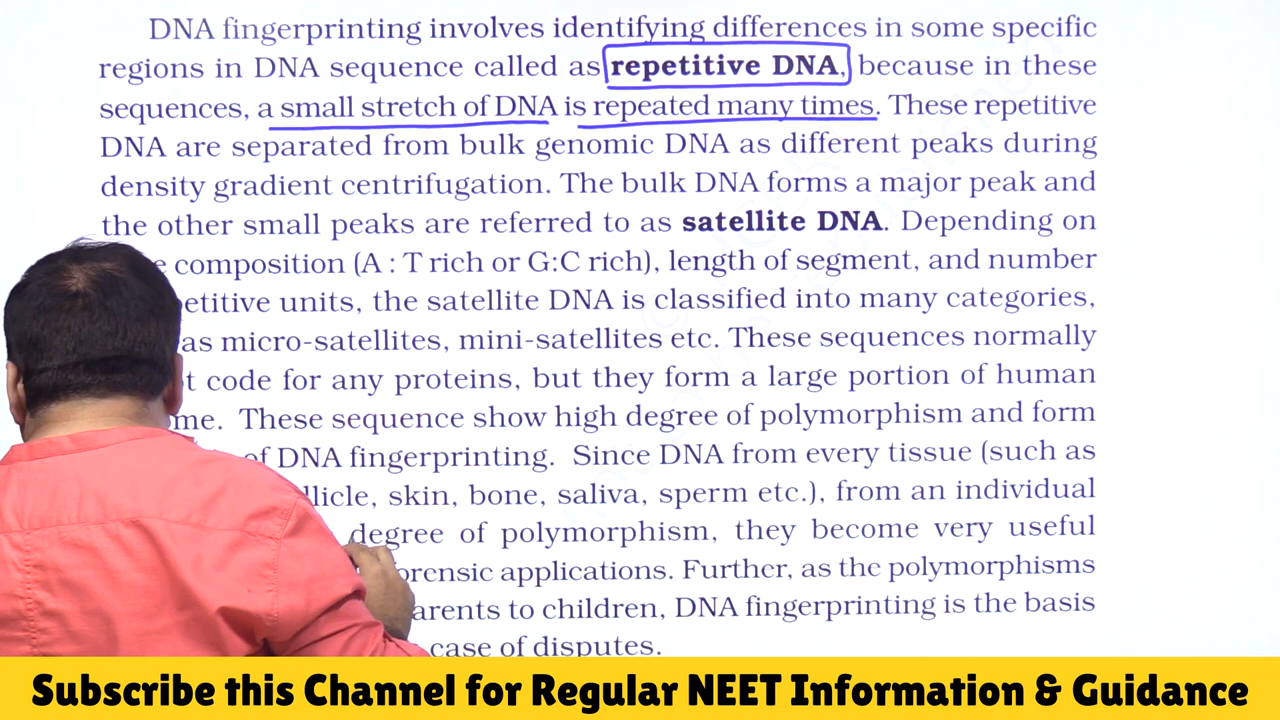 DNA fingerprinting involves identifying differences in some specific
regions in DNA sequence called as repetitive DNA, because in these
sequences, a small stretch of DNA is repeated many times. These repetitive
DNA are separated from bulk genomic DNA as different peaks during
density gradient centrifugation. The bulk DNA forms a major peak and
the other small peaks are referred to as satellite DNA. Depending on
composition (A : T rich or G:C rich), length of segment, and number
units, the satellite DNA is classified into many categories,
as micro-satellites, mini-satellites etc. These sequences normally
code for any proteins, but they form a large portion of human
These sequence show high degree of polymorphism and form
of DNA fingerprinting. Since DNA from every tissue (such as
skin, bone, saliva, sperm etc.), from an individual
degree of polymorphism, they become very useful
applications. Further, as the polymorphisms
to children, DNA fingerprinting is the basis
case of disputes.
Subscribe this Channel for Regular NEET Information & Guidance